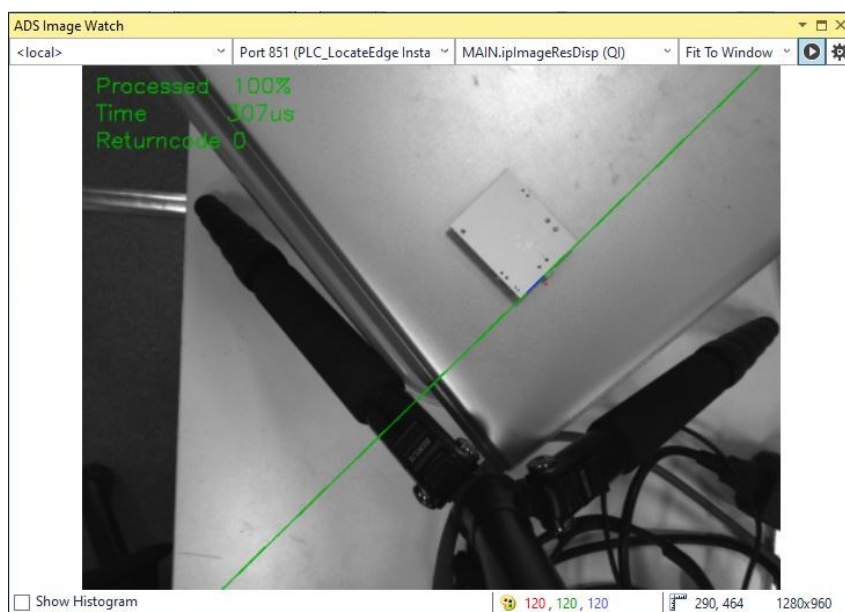 ADS Image Watch
<local> Port 851 (PLC_LocateEdge Insta MAIN.ipImageResDisp (QI) Fit To Window
Processed 100%
Time 307us
Returncode 0
Show Histogram 120 , 120 , 120 290, 464 1280x960